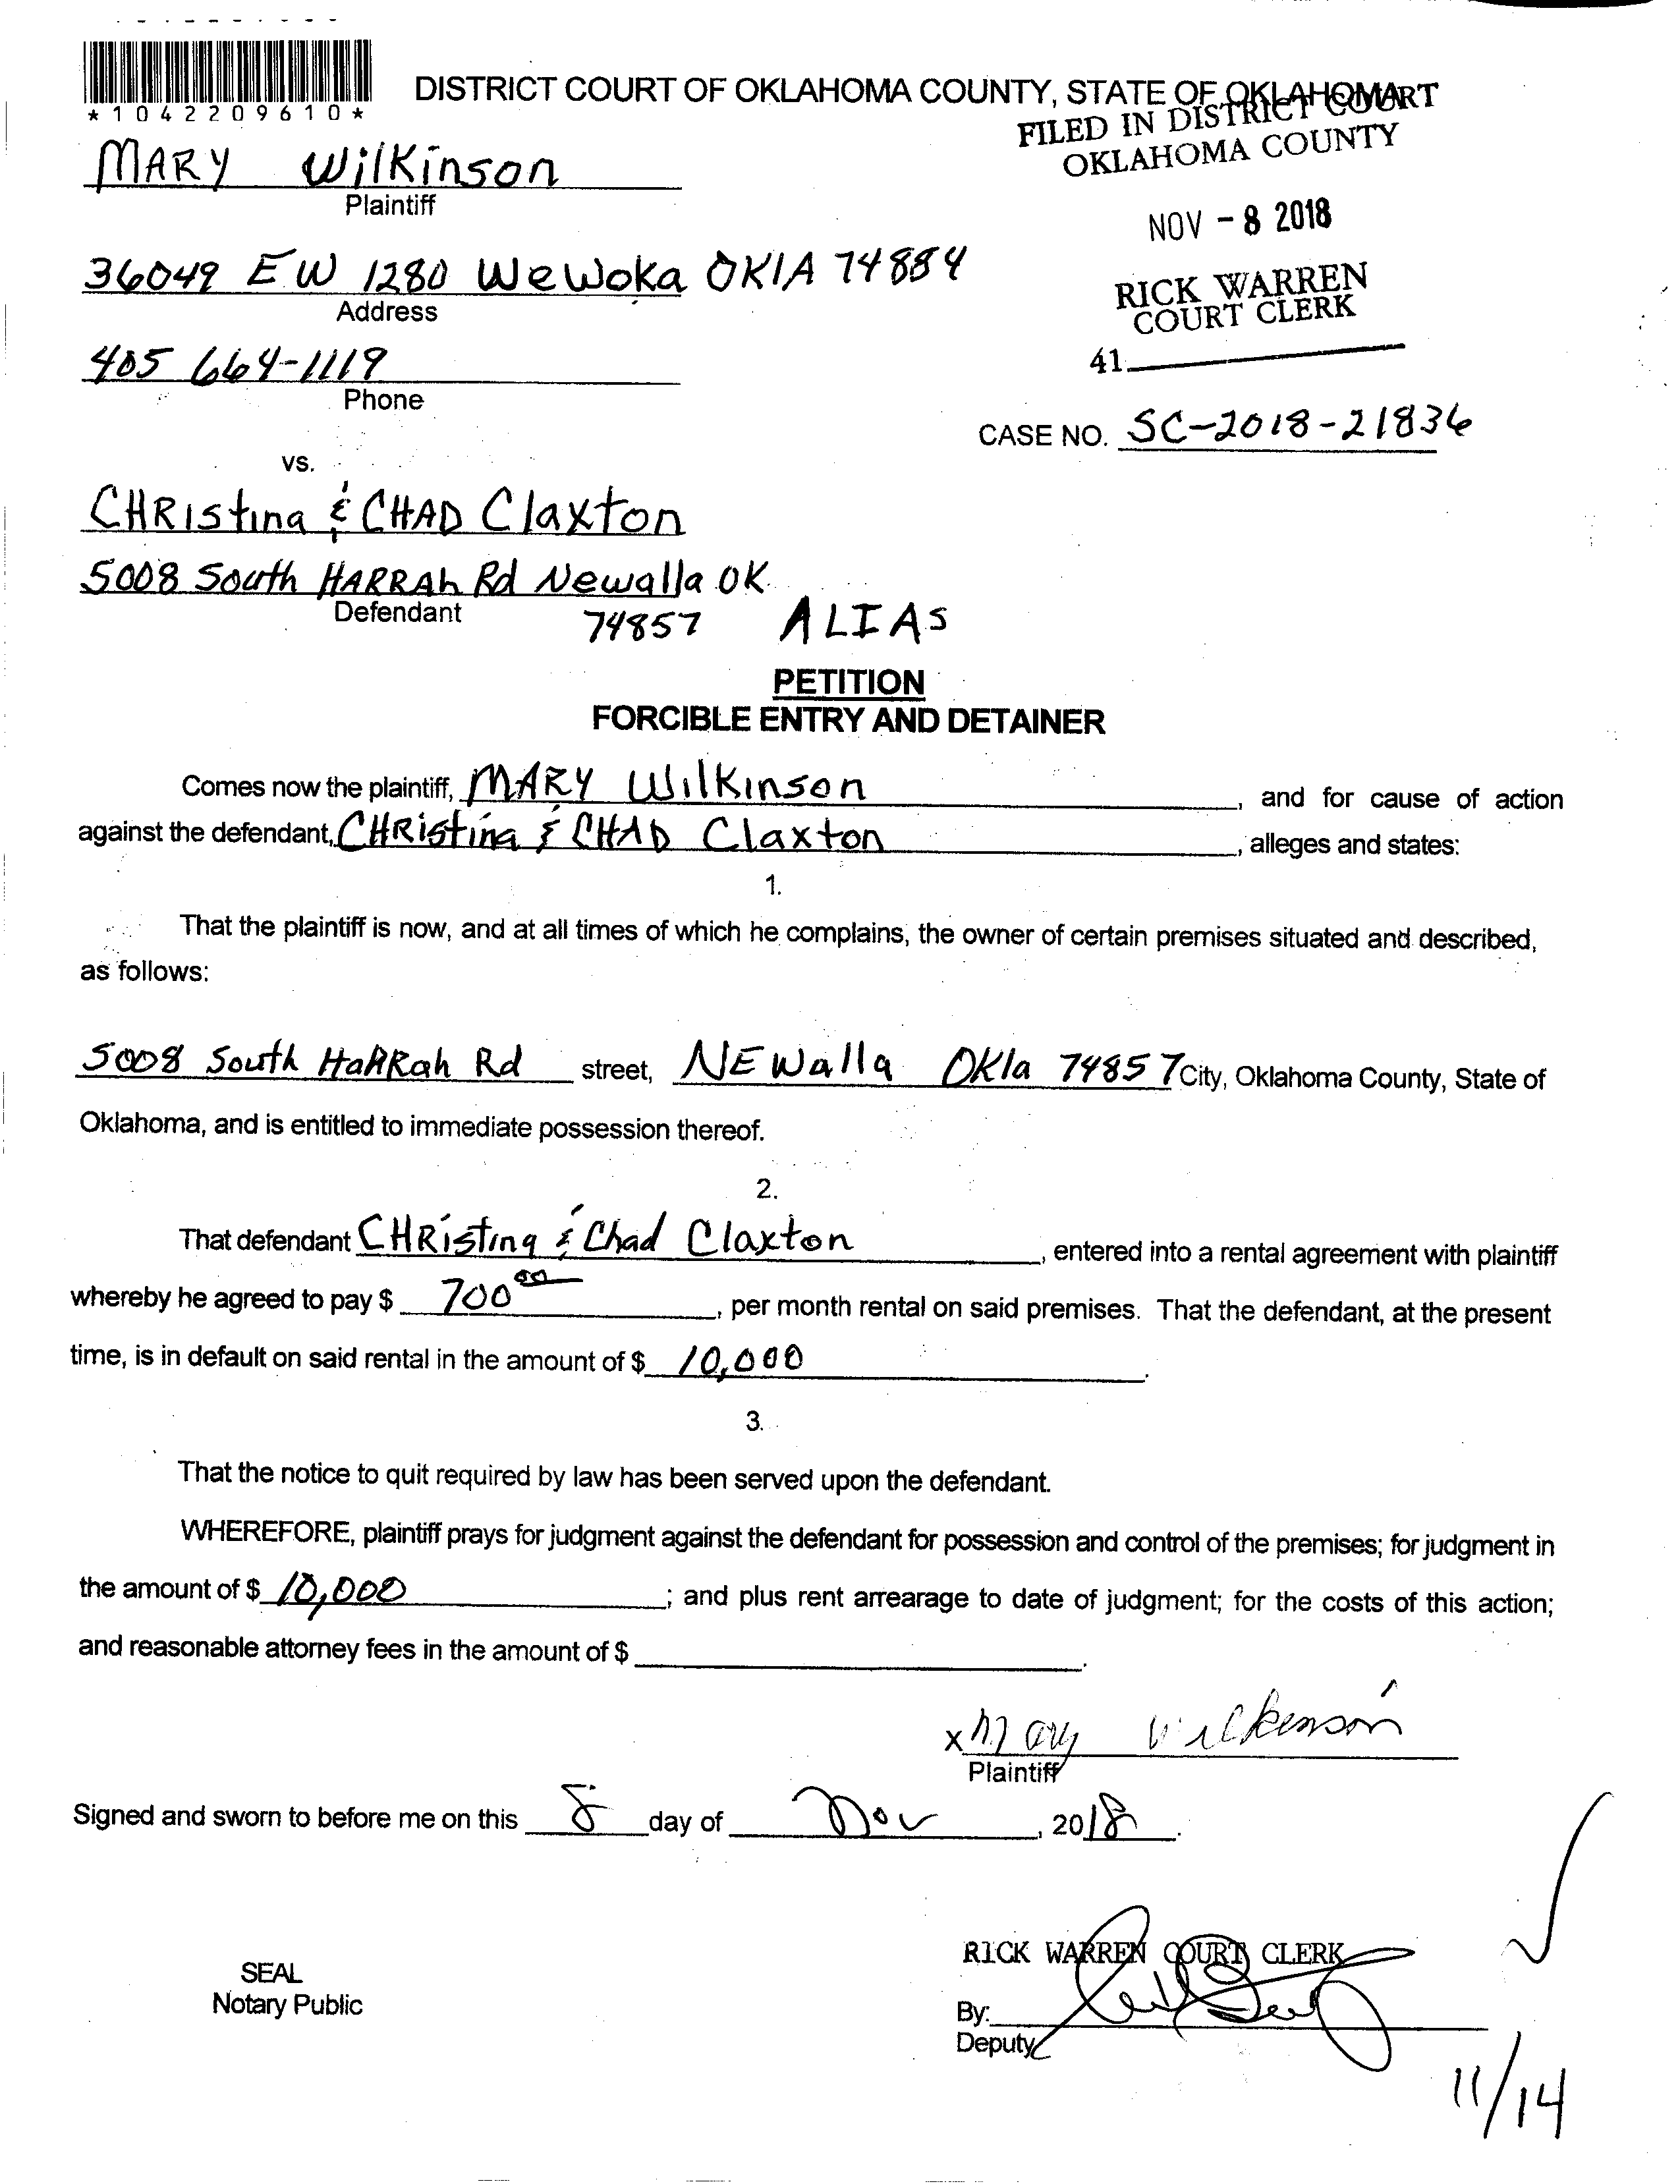 *1042209610*
DISTRICT COURT OF OKLAHOMA COUNTY, STATE OF OKLAHOMA
FILED IN DISTRICT COURT
OKLAHOMA COUNTY
MARY Wilkinson
Plaintiff
NOV - 8 2018
36049 EW 1280 Wewoka OKlA 74884
Address
RICK WARREN
COURT CLERK
405 664-1119
Phone
41
CASE NO. SC-2018-21836
vs.
CHRistina & CHAD Claxton
5008 South HARRAh Rd Newalla OK
Defendant
74857 ALIAS
PETITION
FORCIBLE ENTRY AND DETAINER
Comes now the plaintiff, MARY Wilkinson, and for cause of action
against the defendant, CHRistina & CHAD Claxton, alleges and states:
1.
That the plaintiff is now, and at all times of which he complains, the owner of certain premises situated and described,
as follows:
5008 South HaRRah Rd street, NEWalla OKla 74857 City, Oklahoma County, State of
Oklahoma, and is entitled to immediate possession thereof.
2.
That defendant CHRistina & Chad Claxton, entered into a rental agreement with plaintiff
whereby he agreed to pay $ 700 00, per month rental on said premises. That the defendant, at the present
time, is in default on said rental in the amount of $ 10,000.
3.
That the notice to quit required by law has been served upon the defendant.
WHEREFORE, plaintiff prays for judgment against the defendant for possession and control of the premises; for judgment in
the amount of $ 10,000; and plus rent arrearage to date of judgment; for the costs of this action;
and reasonable attorney fees in the amount of $ .
x Mary Wilkenson
Plaintiff
Signed and sworn to before me on this 8 day of Nov, 2018.
RICK WARREN COURT CLERK
SEAL
Notary Public
By:
Deputy
11/14